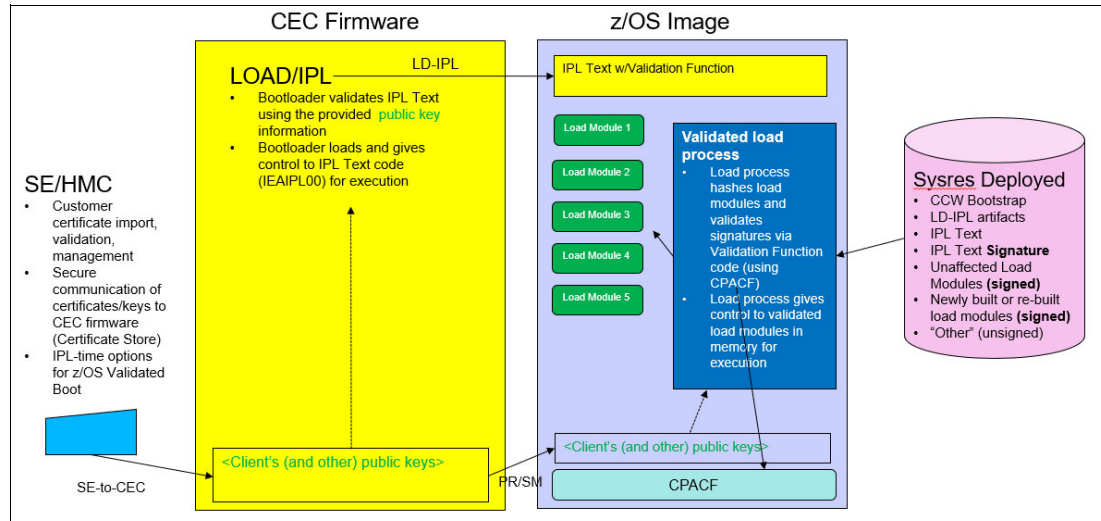 CEC Firmware
z/OS Image
LOAD/IPL
• Bootloader validates IPL Text
using the provided public key
information
• Bootloader loads and gives
control to IPL Text code
(IEAIPL00) for execution
LD-IPL
IPL Text w/Validation Function
Load Module 1
Load Module 2
Load Module 3
Load Module 4
Load Module 5
Validated load
process
• Load process
hashes load
modules and
validates
signatures via
Validation Function
code (using
CPACF)
• Load process gives
control to validated
load modules in
memory for
execution
SE/HMC
• Customer
certificate import,
validation,
management
• Secure
communication of
certificates/keys to
CEC firmware
(Certificate Store)
• IPL-time options
for z/OS Validated
Boot
Sysres Deployed
• CCW Bootstrap
• LD-IPL artifacts
• IPL Text
• IPL Text Signature
• Unaffected Load
Modules (signed)
• Newly built or re-built
load modules (signed)
• “Other” (unsigned)
SE-to-CEC
<Client's (and other) public keys>
PR/SM
<Client's (and other) public keys>
CPACF